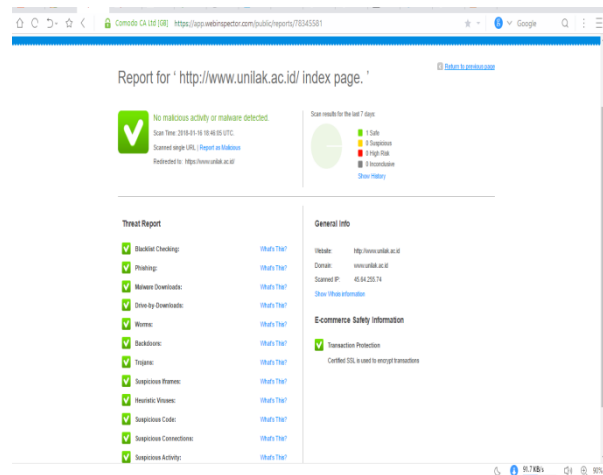 Comodo CA Ltd [GB] https://app.webinspector.com/public/reports/78345581
Google
Return to previous page
Report for ' http://www.unilak.ac.id/ index page. '
No malicious activity or malware detected.
Scan Time: 2018-01-16 18:46:05 UTC.
Scanned single URL | Report as Malicious
Redirected to: https://www.unilak.ac.id/
Scan results for the last 7 days:
1 Safe
0 Suspicious
0 High Risk
0 Inconclusive
Show History
Threat Report
Blacklist Checking: What's This?
Phishing: What's This?
Malware Downloads: What's This?
Drive-by-Downloads: What's This?
Worms: What's This?
Backdoors: What's This?
Trojans: What's This?
Suspicious Iframes: What's This?
Heuristic Viruses: What's This?
Suspicious Code: What's This?
Suspicious Connections: What's This?
Suspicious Activity: What's This?
General Info
Website: http://www.unilak.ac.id
Domain: www.unilak.ac.id
Scanned IP: 45.64.255.74
Show Whois information
E-commerce Safety Information
Transaction Protection
Certified SSL is used to encrypt transactions
91.7 KB/s
90%